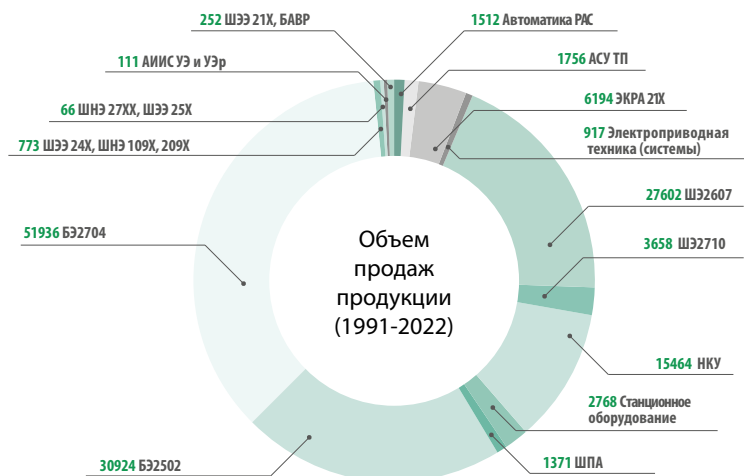 252 ШЭЭ 21Х, БАВР
1512 Автоматика РАС
111 АИИС УЭ и УЭр
1756 АСУ ТП
66 ШНЭ 27ХХ, ШЭЭ 25Х
6194 ЭКРА 21Х
773 ШЭЭ 24Х, ШНЭ 109Х, 209Х
917 Электроприводная
техника (системы)
27602 ШЭ2607
51936 БЭ2704
3658 ШЭ2710
Объем
продаж
продукции
(1991-2022)
15464 НКУ
2768 Станционное
оборудование
30924 БЭ2502
1371 ШПА